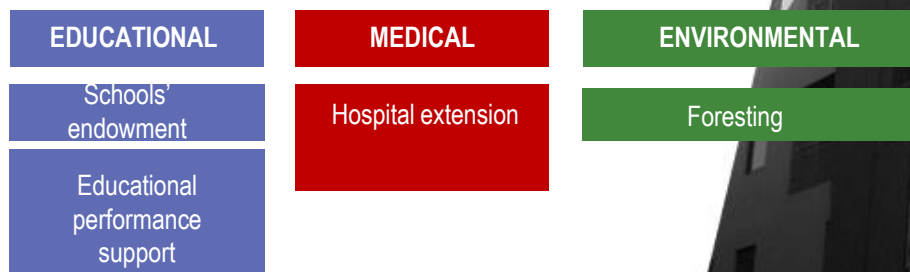 EDUCATIONAL
Schools'
endowment
Educational
performance
support
MEDICAL
Hospital extension
ENVIRONMENTAL
Foresting